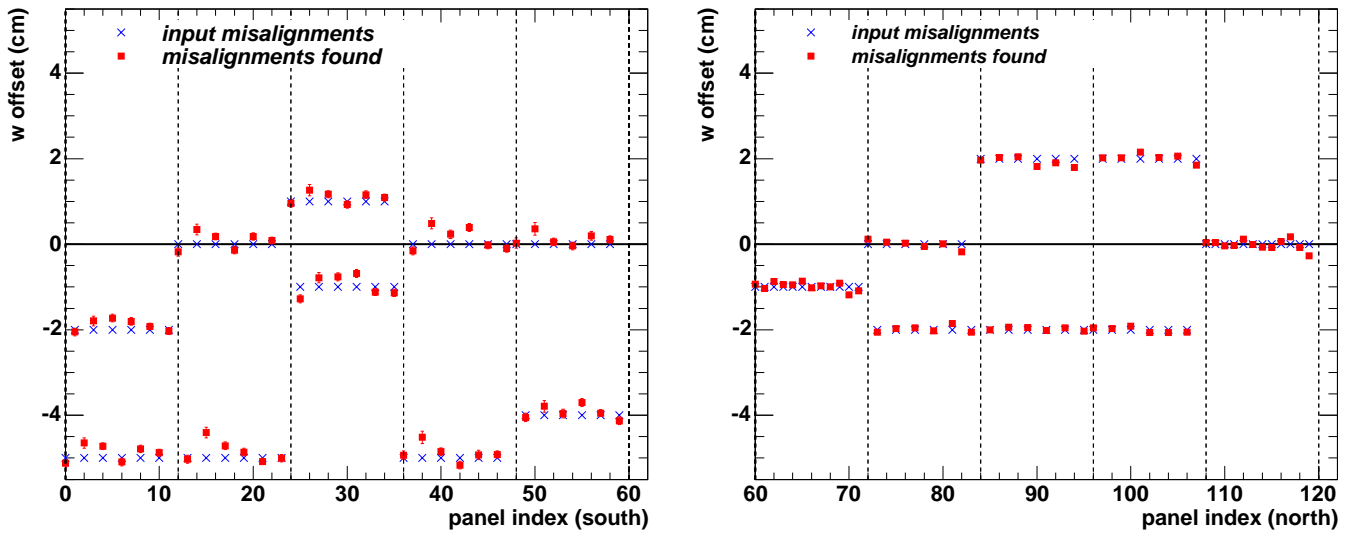 w offset (cm)
input misalignments
misalignments found
4
2
0
-2
-4
0 10 20 30 40 50 60
panel index (south)
w offset (cm)
input misalignments
misalignments found
4
2
0
-2
-4
60 70 80 90 100 110 120
panel index (north)